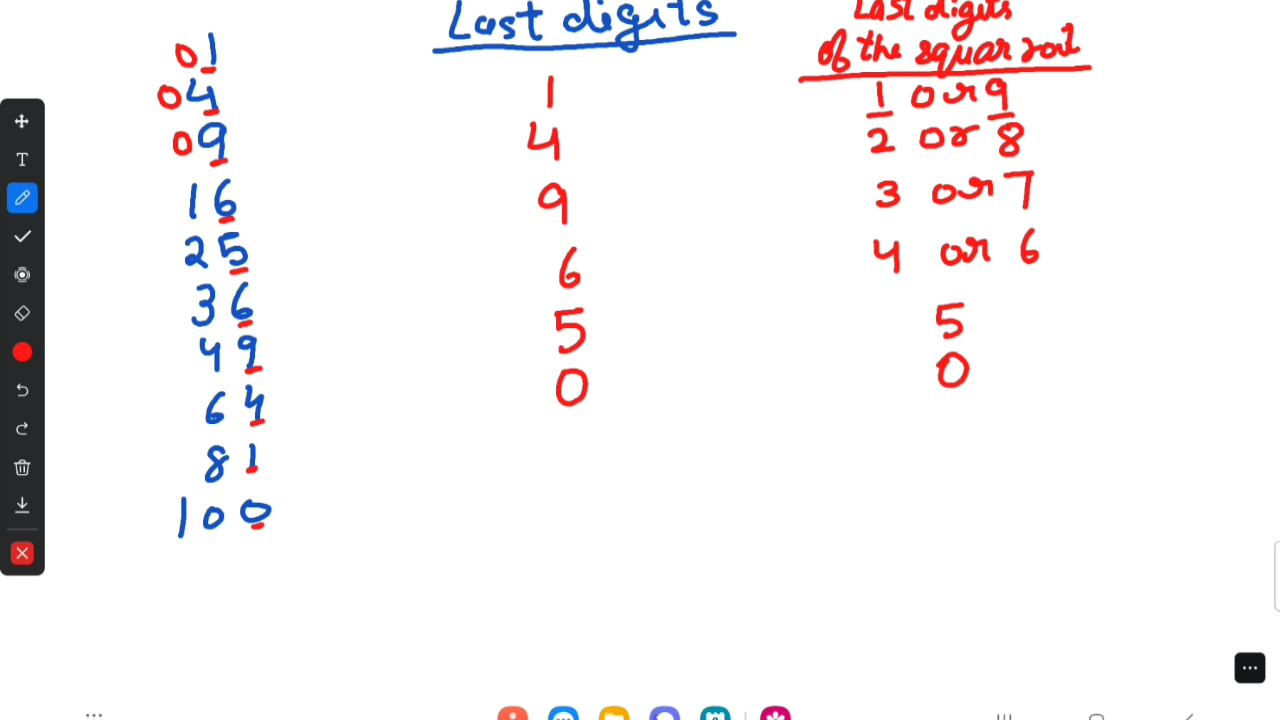 Last digits
Last digits
of the squar root
01
04
09
16
25
36
49
64
81
100
1
4
9
6
5
0
1 or 9
2 or 8
3 or 7
4 or 6
5
0
T